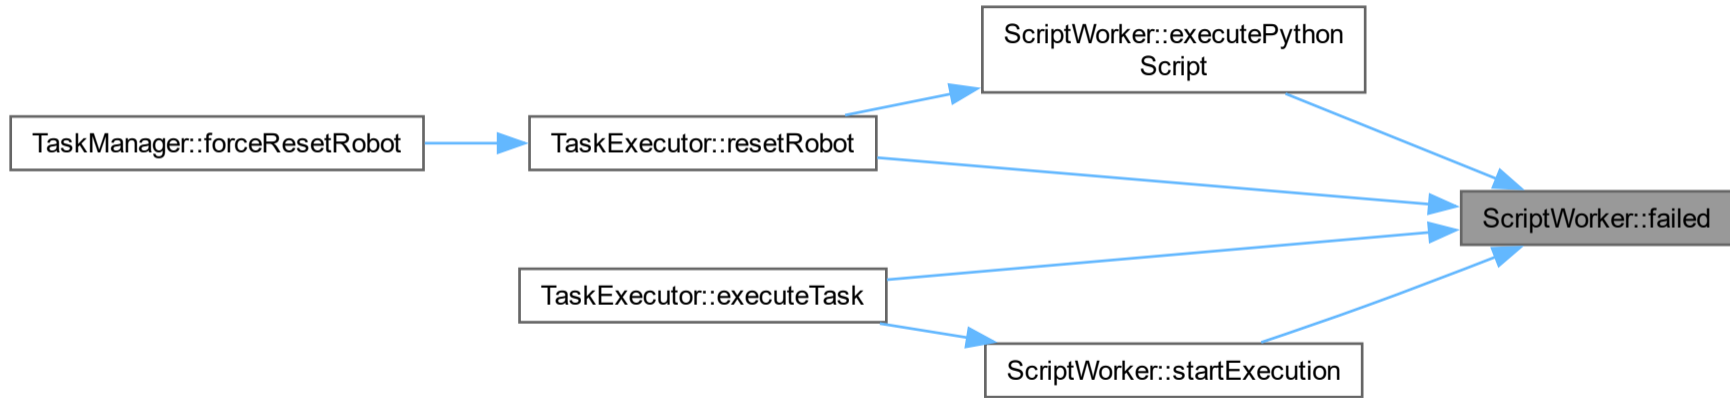 ScriptWorker::executePython
Script
TaskManager::forceResetRobot
TaskExecutor::resetRobot
ScriptWorker::failed
TaskExecutor::executeTask
ScriptWorker::startExecution